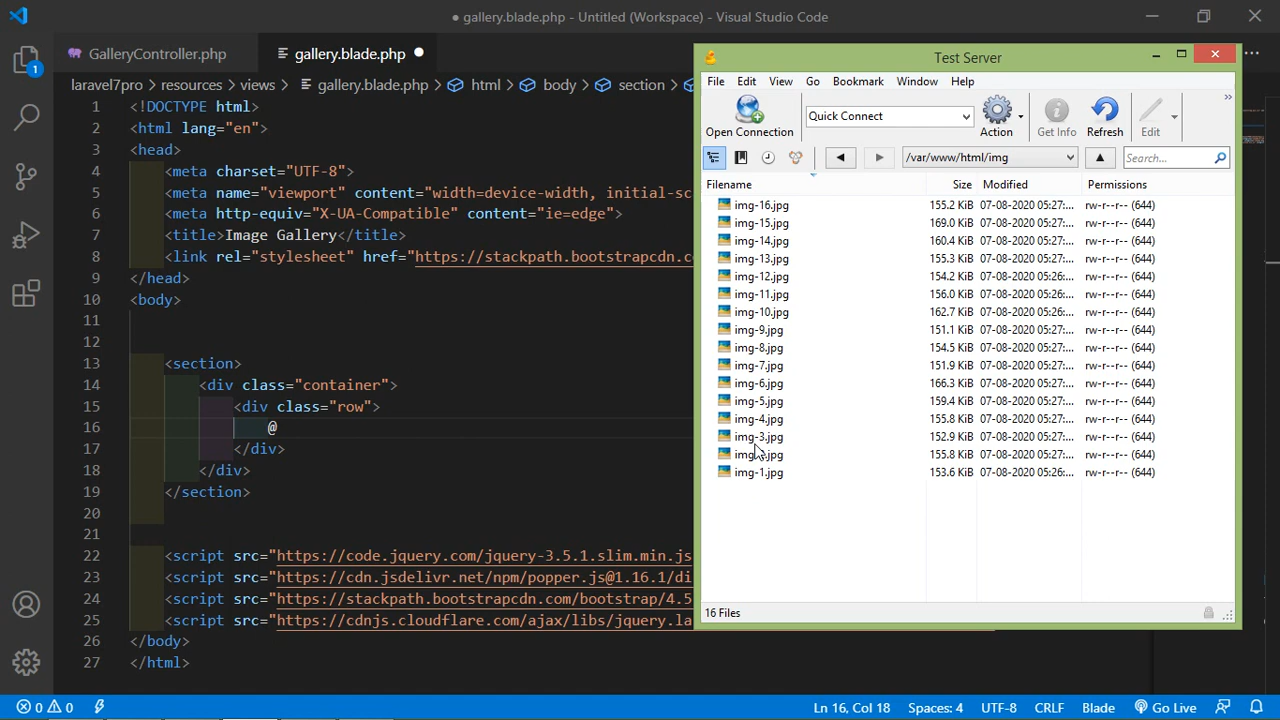 ● gallery.blade.php - Untitled (Workspace) - Visual Studio Code
GalleryController.php
gallery.blade.php ●
laravel7pro > resources > views > gallery.blade.php > html > body > section >
1 <!DOCTYPE html>
2 <html lang="en">
3 <head>
4 <meta charset="UTF-8">
5 <meta name="viewport" content="width=device-width, initial-sc
6 <meta http-equiv="X-UA-Compatible" content="ie=edge">
7 <title>Image Gallery</title>
8 <link rel="stylesheet" href="https://stackpath.bootstrapcdn.c
9 </head>
10 <body>
11
12
13 <section>
14 <div class="container">
15 <div class="row">
16 @
17 </div>
18 </div>
19 </section>
20
21
22 <script src="https://code.jquery.com/jquery-3.5.1.slim.min.js
23 <script src="https://cdn.jsdelivr.net/npm/popper.js@1.16.1/di
24 <script src="https://stackpath.bootstrapcdn.com/bootstrap/4.5
25 <script src="https://cdnjs.cloudflare.com/ajax/libs/jquery.la
26 </body>
27 </html>
1
Test Server
File Edit View Go Bookmark Window Help
Open Connection
Quick Connect
Action
Get Info
Refresh
Edit
/var/www/html/img
Search...
Filename Size Modified Permissions
img-16.jpg 155.2 KiB 07-08-2020 05:27:... rw-r--r-- (644)
img-15.jpg 169.0 KiB 07-08-2020 05:27:... rw-r--r-- (644)
img-14.jpg 160.4 KiB 07-08-2020 05:27:... rw-r--r-- (644)
img-13.jpg 155.3 KiB 07-08-2020 05:27:... rw-r--r-- (644)
img-12.jpg 154.2 KiB 07-08-2020 05:26:... rw-r--r-- (644)
img-11.jpg 156.0 KiB 07-08-2020 05:26:... rw-r--r-- (644)
img-10.jpg 162.7 KiB 07-08-2020 05:26:... rw-r--r-- (644)
img-9.jpg 151.1 KiB 07-08-2020 05:27:... rw-r--r-- (644)
img-8.jpg 154.5 KiB 07-08-2020 05:27:... rw-r--r-- (644)
img-7.jpg 151.9 KiB 07-08-2020 05:27:... rw-r--r-- (644)
img-6.jpg 166.3 KiB 07-08-2020 05:27:... rw-r--r-- (644)
img-5.jpg 159.4 KiB 07-08-2020 05:27:... rw-r--r-- (644)
img-4.jpg 155.8 KiB 07-08-2020 05:27:... rw-r--r-- (644)
img-3.jpg 152.9 KiB 07-08-2020 05:27:... rw-r--r-- (644)
155.8 KiB 07-08-2020 05:27:... rw-r--r-- (644)
img-1.jpg 153.6 KiB 07-08-2020 05:26:... rw-r--r-- (644)
16 Files
0 0
Ln 16, Col 18 Spaces: 4 UTF-8 CRLF Blade Go Live